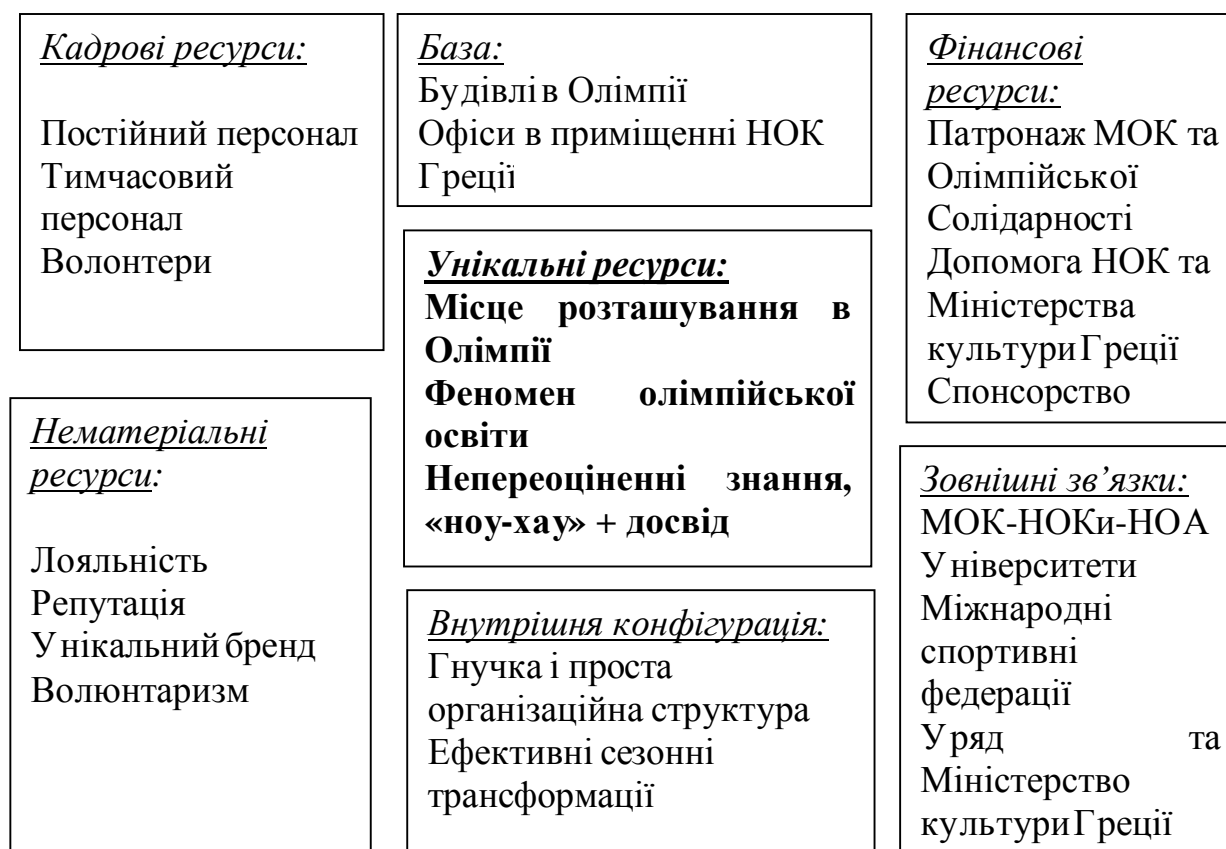 Кадрові ресурси:
Постійний персонал
Тимчасовий
персонал
Волонтери
База:
Будівлі в Олімпії
Офіси в приміщенні НОК
Греції
Фінансові
ресурси:
Патронаж МОК та
Олімпійської
Солідарності
Допомога НОК та
Міністерства
культури Греції
Спонсорство
Унікальні ресурси:
Місце розташування в
Олімпії
Феномен олімпійської
освіти
Непереоціненні знання,
«ноу-хау» + досвід
Нематеріальні
ресурси:
Лояльність
Репутація
Унікальний бренд
Волюнтаризм
Внутрішня конфігурація:
Гнучка і проста
організаційна структура
Ефективні сезонні
трансформації
Зовнішні зв’язки:
МОК-НОКи-НОА
Університети
Міжнародні
спортивні
федерації
Уряд та
Міністерство
культури Греції